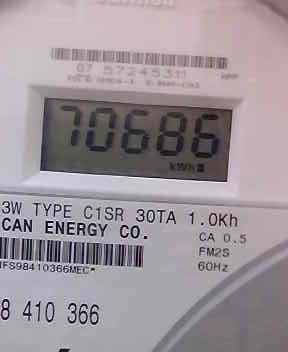 07 57245311
70686
kWh
3W TYPE C1SR 30TA 1.0Kh
CAN ENERGY CO.
CA 0.5
FM2S
60Hz
IFS98410366MEC*
8 410 366